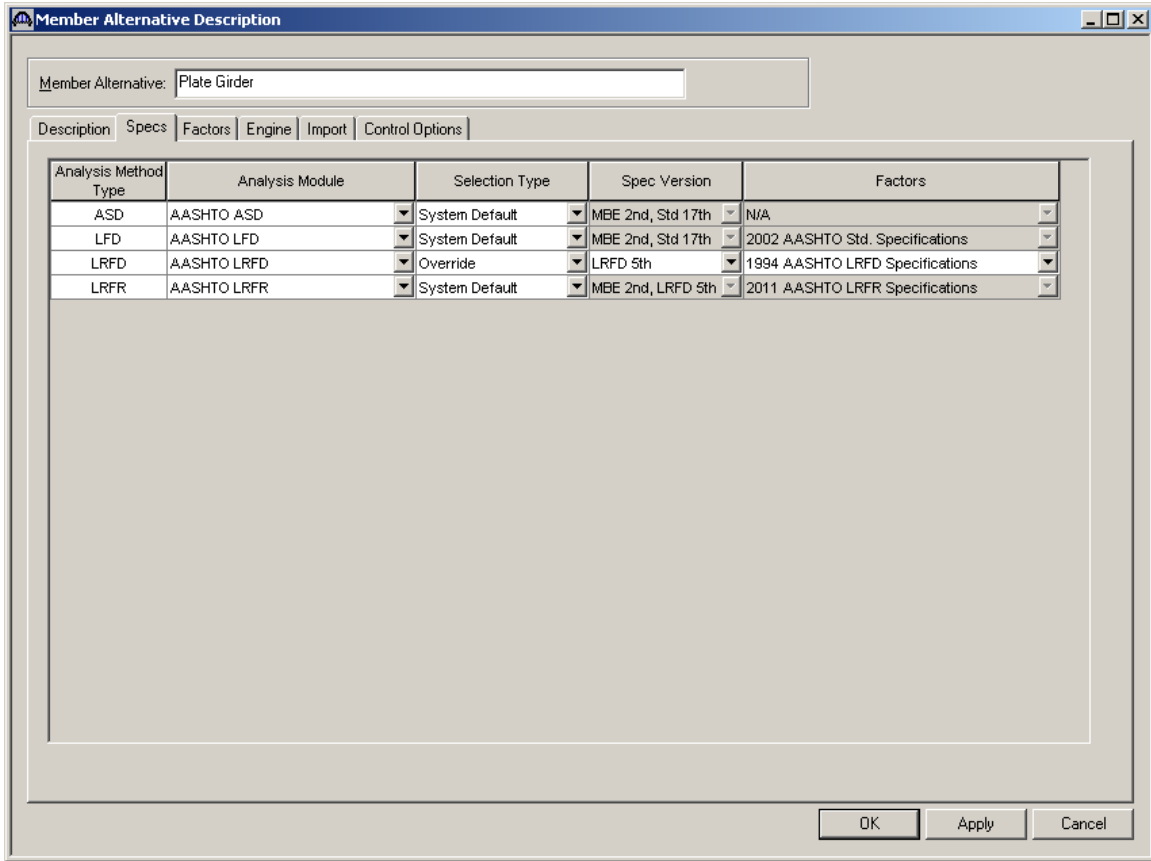 Member Alternative Description
Member Alternative: Plate Girder
Description Specs Factors Engine Import Control Options
Analysis Method Type Analysis Module Selection Type Spec Version Factors
ASD AASHTO ASD System Default MBE 2nd, Std 17th N/A
LFD AASHTO LFD System Default MBE 2nd, Std 17th 2002 AASHTO Std. Specifications
LRFD AASHTO LRFD Override LRFD 5th 1994 AASHTO LRFD Specifications
LRFR AASHTO LRFR System Default MBE 2nd, LRFD 5th 2011 AASHTO LRFR Specifications
OK Apply Cancel